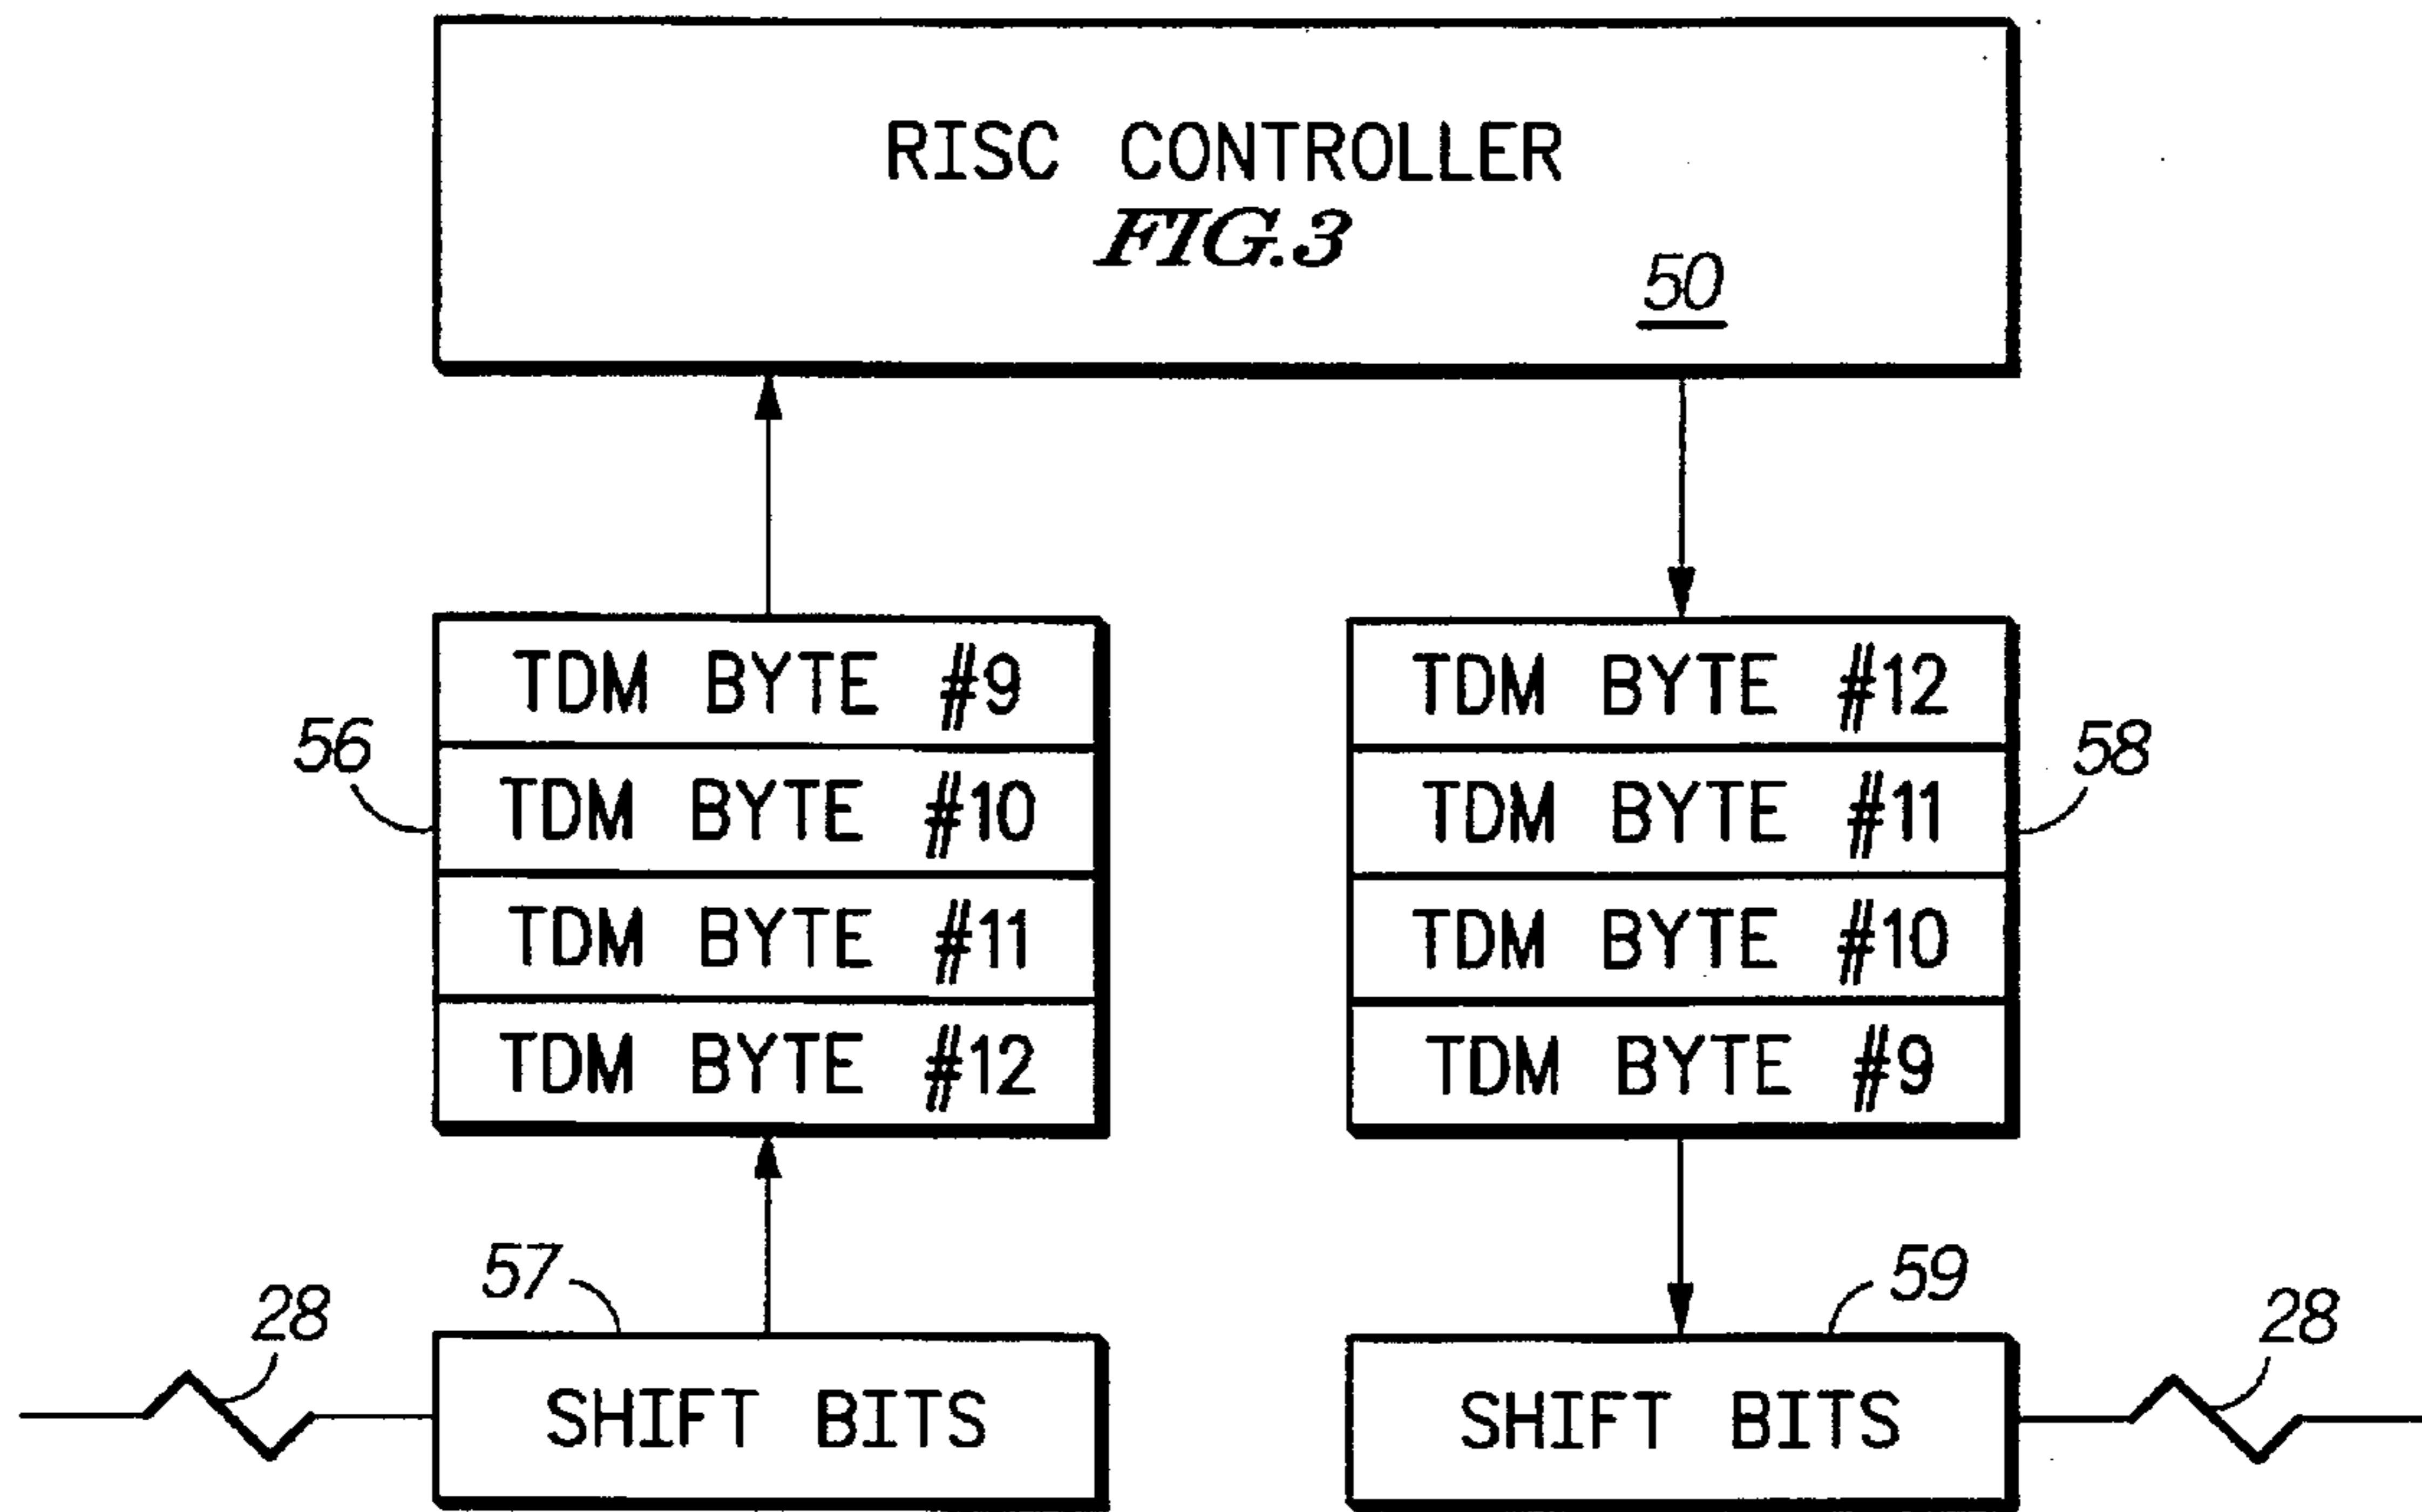 RISC CONTROLLER
FIG.3
50
TDM BYTE #9
TDM BYTE #10
TDM BYTE #11
TDM BYTE #12
56
TDM BYTE #12
TDM BYTE #11
TDM BYTE #10
TDM BYTE #9
58
57
28
SHIFT BITS
59
28
SHIFT BITS